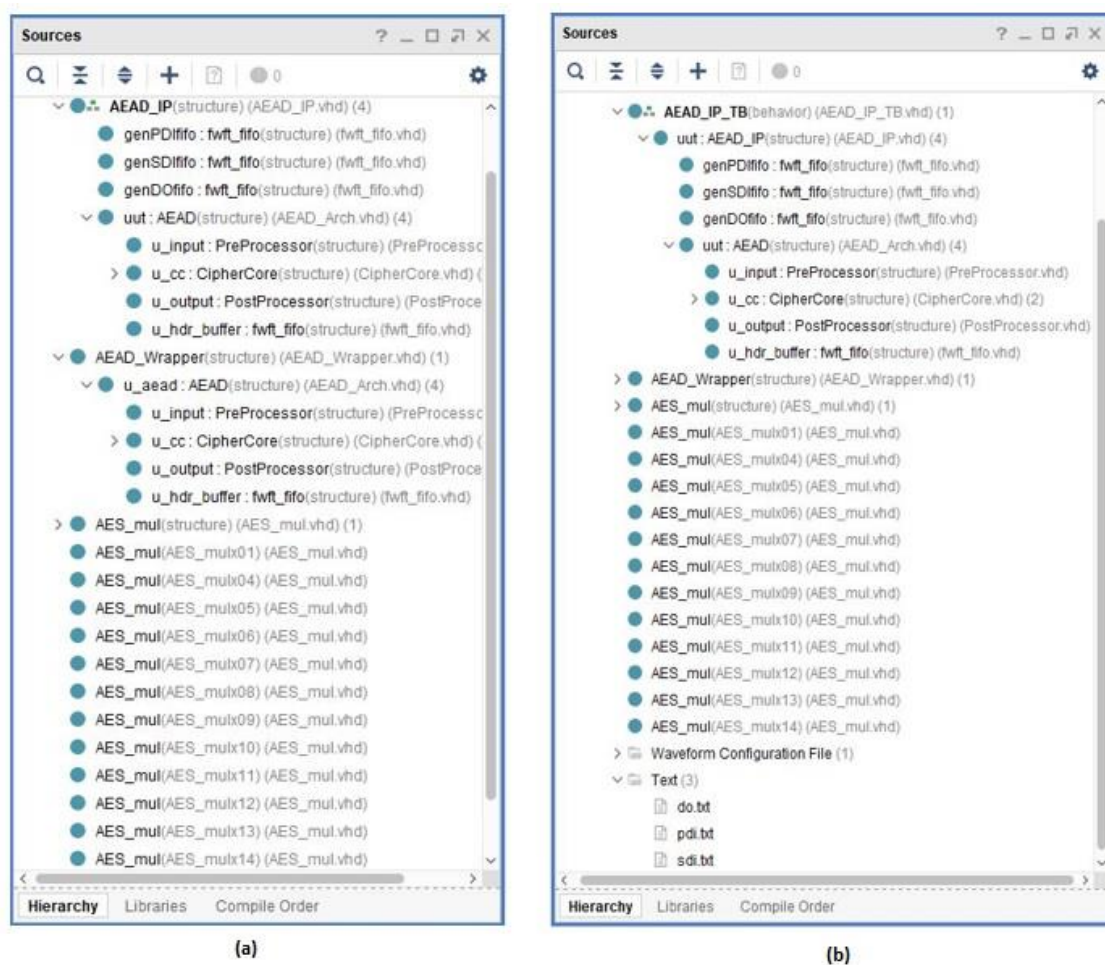 Sources
0
AEAD_IP(structure) (AEAD_IP.vhd) (4)
genPDIfifo : fwft_fifo(structure) (fwft_fifo.vhd)
genSDIfifo : fwft_fifo(structure) (fwft_fifo.vhd)
genDOfifo : fwft_fifo(structure) (fwft_fifo.vhd)
uut : AEAD(structure) (AEAD_Arch.vhd) (4)
u_input : PreProcessor(structure) (PreProcessc
u_cc : CipherCore(structure) (CipherCore.vhd) (
u_output : PostProcessor(structure) (PostProce
u_hdr_buffer : fwft_fifo(structure) (fwft_fifo.vhd)
AEAD_Wrapper(structure) (AEAD_Wrapper.vhd) (1)
u_aead : AEAD(structure) (AEAD_Arch.vhd) (4)
u_input : PreProcessor(structure) (PreProcessc
u_cc : CipherCore(structure) (CipherCore.vhd) (
u_output : PostProcessor(structure) (PostProce
u_hdr_buffer : fwft_fifo(structure) (fwft_fifo.vhd)
AES_mul(structure) (AES_mul.vhd) (1)
AES_mul(AES_mulx01) (AES_mul.vhd)
AES_mul(AES_mulx04) (AES_mul.vhd)
AES_mul(AES_mulx05) (AES_mul.vhd)
AES_mul(AES_mulx06) (AES_mul.vhd)
AES_mul(AES_mulx07) (AES_mul.vhd)
AES_mul(AES_mulx08) (AES_mul.vhd)
AES_mul(AES_mulx09) (AES_mul.vhd)
AES_mul(AES_mulx10) (AES_mul.vhd)
AES_mul(AES_mulx11) (AES_mul.vhd)
AES_mul(AES_mulx12) (AES_mul.vhd)
AES_mul(AES_mulx13) (AES_mul.vhd)
AES_mul(AES_mulx14) (AES_mul.vhd)
Hierarchy Libraries Compile Order
(a)
Sources
0
AEAD_IP_TB(behavior) (AEAD_IP_TB.vhd) (1)
uut : AEAD_IP(structure) (AEAD_IP.vhd) (4)
genPDIfifo : fwft_fifo(structure) (fwft_fifo.vhd)
genSDIfifo : fwft_fifo(structure) (fwft_fifo.vhd)
genDOfifo : fwft_fifo(structure) (fwft_fifo.vhd)
uut : AEAD(structure) (AEAD_Arch.vhd) (4)
u_input : PreProcessor(structure) (PreProcessor.vhd)
u_cc : CipherCore(structure) (CipherCore.vhd) (2)
u_output : PostProcessor(structure) (PostProcessor.vhd)
u_hdr_buffer : fwft_fifo(structure) (fwft_fifo.vhd)
AEAD_Wrapper(structure) (AEAD_Wrapper.vhd) (1)
AES_mul(structure) (AES_mul.vhd) (1)
AES_mul(AES_mulx01) (AES_mul.vhd)
AES_mul(AES_mulx04) (AES_mul.vhd)
AES_mul(AES_mulx05) (AES_mul.vhd)
AES_mul(AES_mulx06) (AES_mul.vhd)
AES_mul(AES_mulx07) (AES_mul.vhd)
AES_mul(AES_mulx08) (AES_mul.vhd)
AES_mul(AES_mulx09) (AES_mul.vhd)
AES_mul(AES_mulx10) (AES_mul.vhd)
AES_mul(AES_mulx11) (AES_mul.vhd)
AES_mul(AES_mulx12) (AES_mul.vhd)
AES_mul(AES_mulx13) (AES_mul.vhd)
AES_mul(AES_mulx14) (AES_mul.vhd)
Waveform Configuration File (1)
Text (3)
do.txt
pdi.txt
sdi.txt
Hierarchy Libraries Compile Order
(b)